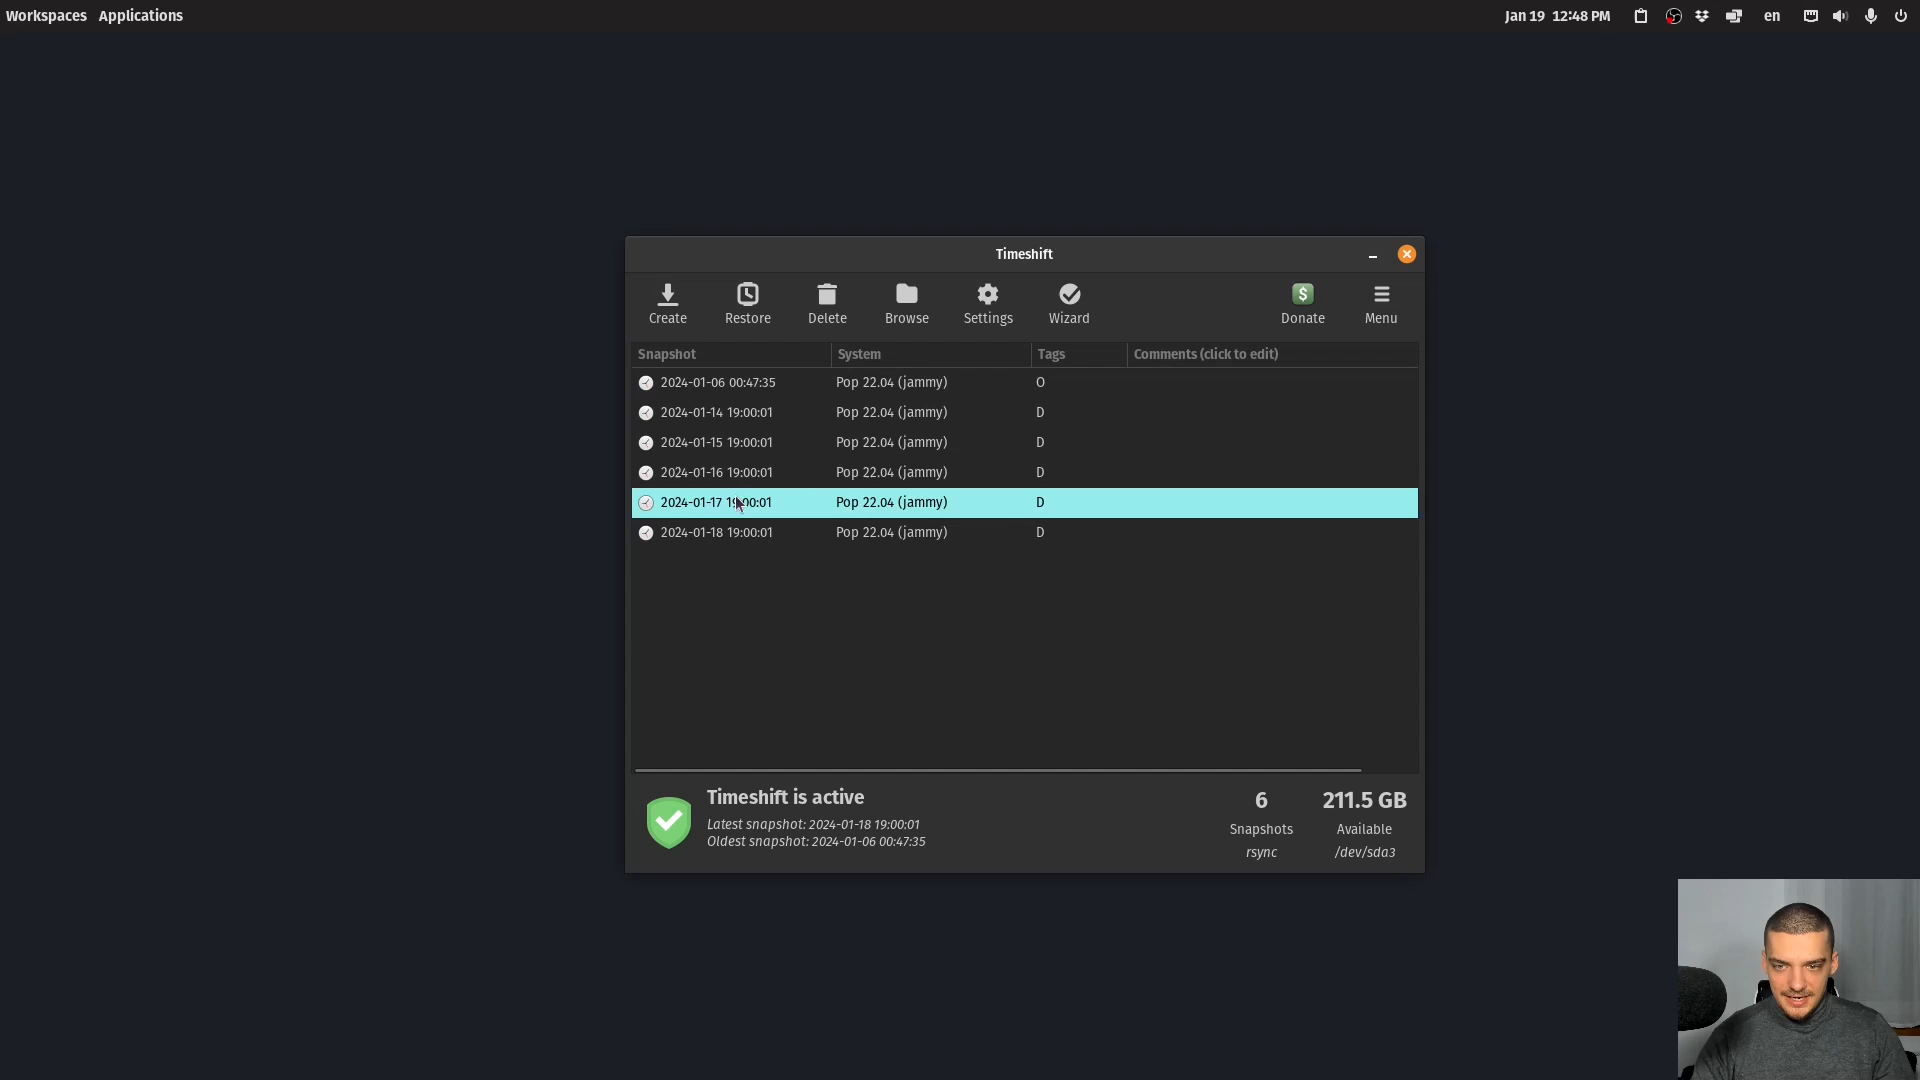 Workspaces Applications Jan 19 12:48 PM en
Timeshift
Create Restore Delete Browse Settings Wizard Donate Menu
Snapshot System Tags Comments (click to edit)
2024-01-06 00:47:35 Pop 22.04 (jammy) O
2024-01-14 19:00:01 Pop 22.04 (jammy) D
2024-01-15 19:00:01 Pop 22.04 (jammy) D
2024-01-16 19:00:01 Pop 22.04 (jammy) D
2024-01-17 19:00:01 Pop 22.04 (jammy) D
2024-01-18 19:00:01 Pop 22.04 (jammy) D
Timeshift is active
Latest snapshot: 2024-01-18 19:00:01
Oldest snapshot: 2024-01-06 00:47:35
6 211.5 GB
Snapshots Available
rsync /dev/sda3